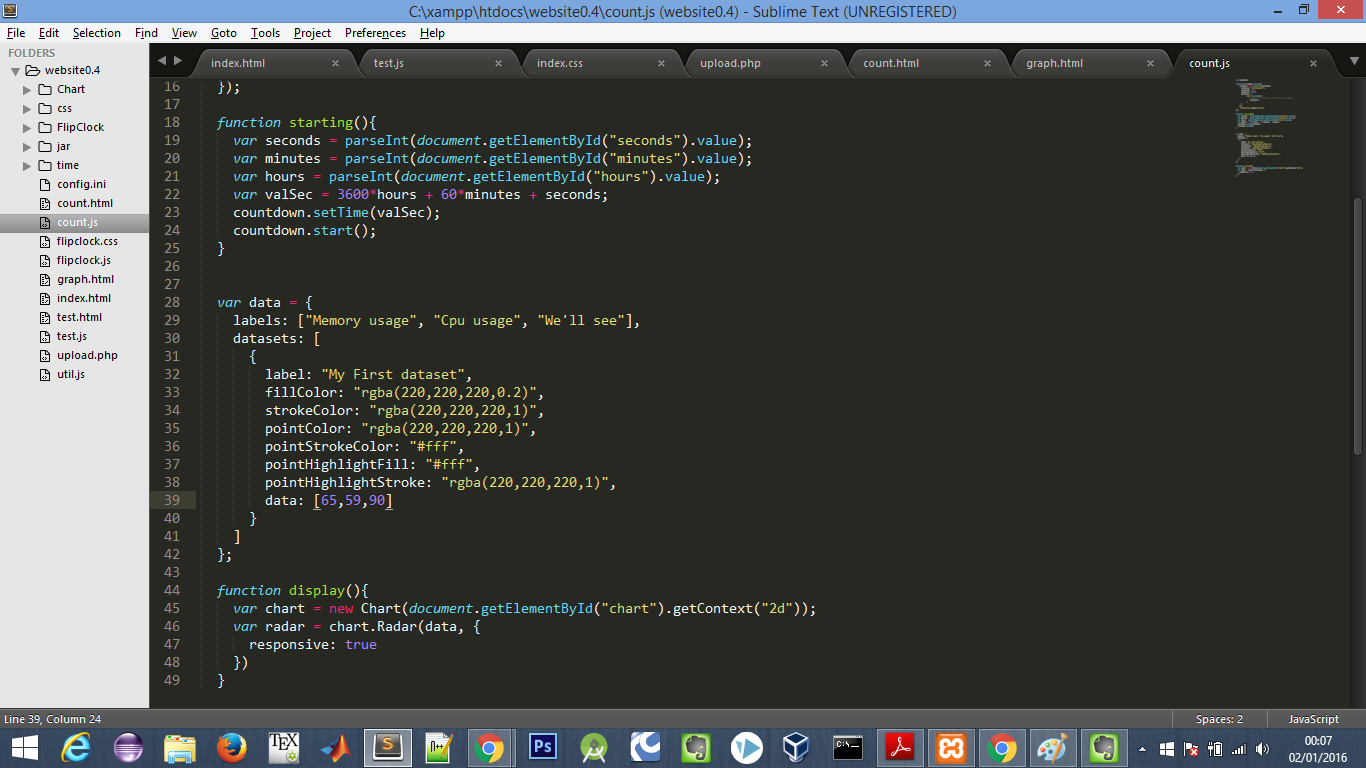 C:\xampp\htdocs\website0.4\count.js (website0.4) - Sublime Text (UNREGISTERED)
File Edit Selection Find View Goto Tools Project Preferences Help
FOLDERS
website0.4
Chart
css
FlipClock
jar
time
config.ini
count.html
count.js
flipclock.css
flipclock.js
graph.html
index.html
test.html
test.js
upload.php
util.js
index.html test.js index.css upload.php count.html graph.html count.js
16 });
17
18 function starting(){
19 var seconds = parseInt(document.getElementById("seconds").value);
20 var minutes = parseInt(document.getElementById("minutes").value);
21 var hours = parseInt(document.getElementById("hours").value);
22 var valSec = 3600*hours + 60*minutes + seconds;
23 countdown.setTime(valSec);
24 countdown.start();
25 }
26
27
28 var data = {
29 labels: ["Memory usage", "Cpu usage", "We'll see"],
30 datasets: [
31 {
32 label: "My First dataset",
33 fillColor: "rgba(220,220,220,0.2)",
34 strokeColor: "rgba(220,220,220,1)",
35 pointColor: "rgba(220,220,220,1)",
36 pointStrokeColor: "#fff",
37 pointHighlightFill: "#fff",
38 pointHighlightStroke: "rgba(220,220,220,1)",
39 data: [65,59,90]
40 }
41 ]
42 };
43
44 function display(){
45 var chart = new Chart(document.getElementById("chart").getContext("2d"));
46 var radar = chart.Radar(data, {
47 responsive: true
48 })
49 }
Line 39, Column 24 Spaces: 2 JavaScript
00:07
02/01/2016